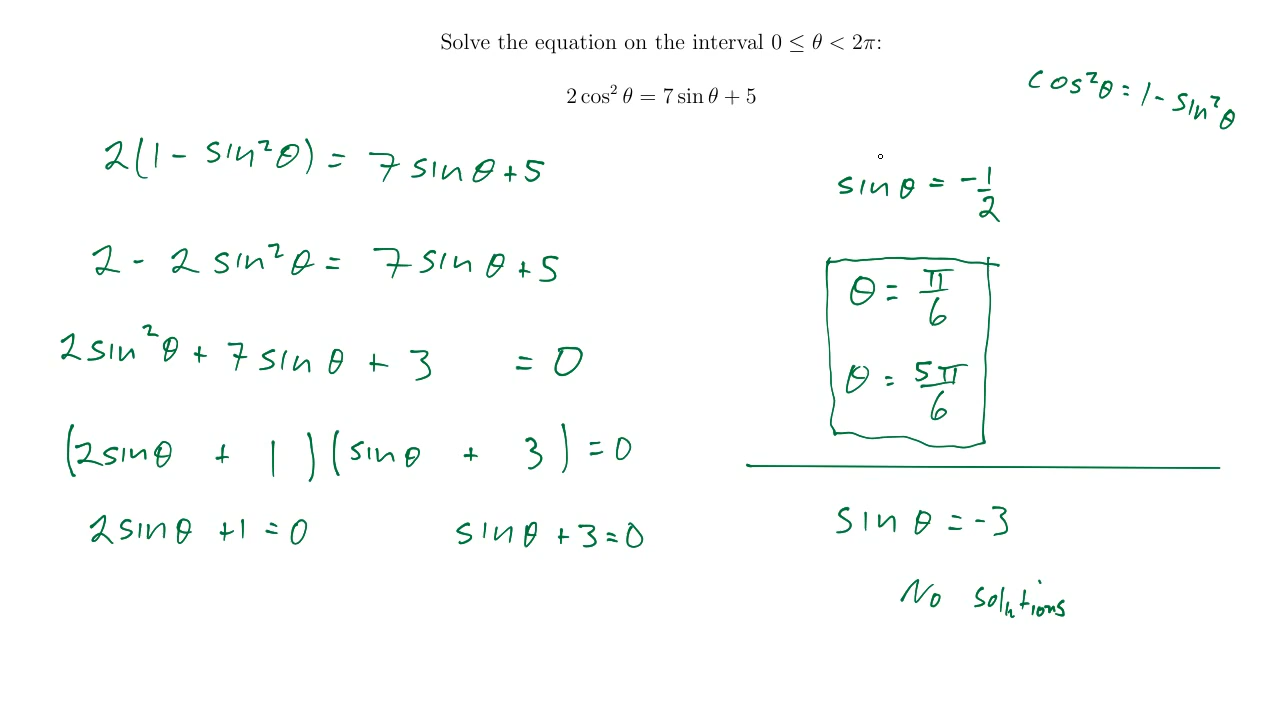 Solve the equation on the interval 0 ≤ θ < 2π:
2 cos² θ = 7 sin θ + 5
cos²θ = 1 - sin²θ
2(1 - sin²θ) = 7 sin θ + 5
2 - 2 sin²θ = 7 sin θ + 5
2 sin²θ + 7 sin θ + 3 = 0
(2 sin θ + 1)(sin θ + 3) = 0
2 sin θ + 1 = 0 sin θ + 3 = 0
sin θ = -1/2
θ = π/6
θ = 5π/6
sin θ = -3
No solutions